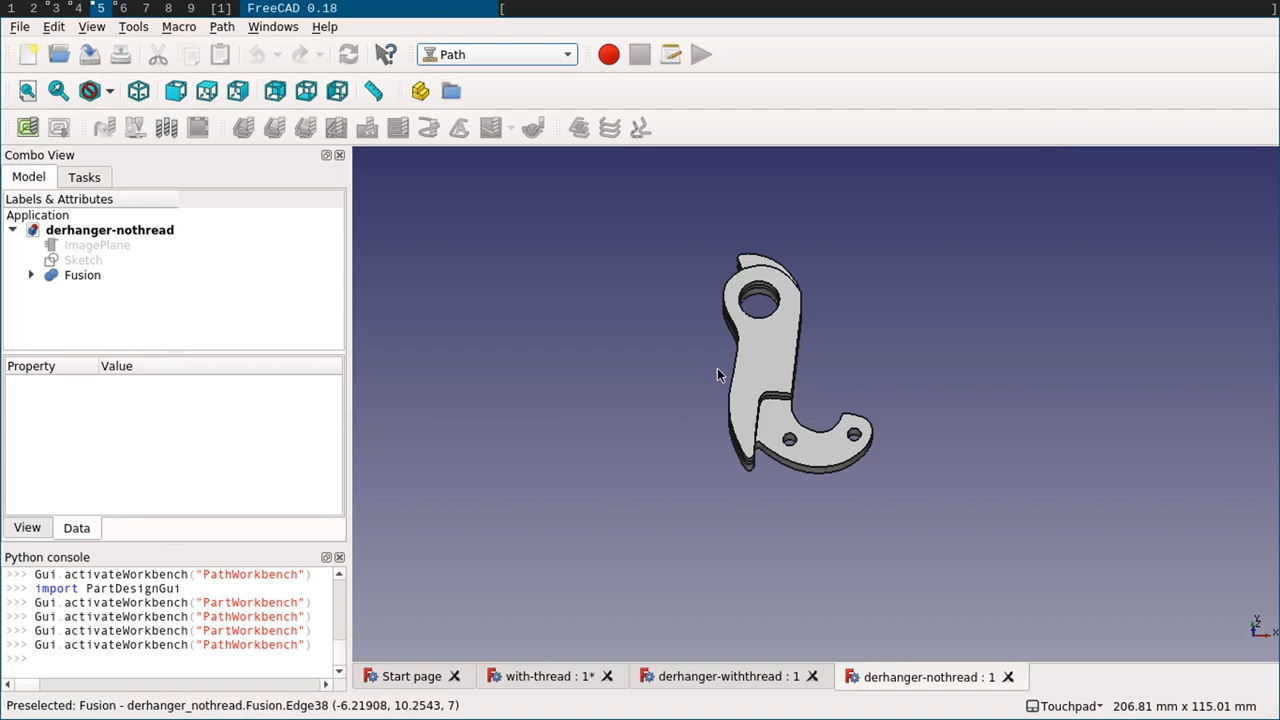 1 2 °3 °4 5 6 7 8 9 [1] FreeCAD 0.18 [ ]
File Edit View Tools Macro Path Windows Help
Path
Combo View
Model Tasks
Labels & Attributes
Application
derhanger-nothread
ImagePlane
Sketch
Fusion
Property Value
View Data
Python console
>>> Gui.activateWorkbench("PathWorkbench")
>>> import PartDesignGui
>>> Gui.activateWorkbench("PartWorkbench")
>>> Gui.activateWorkbench("PathWorkbench")
>>> Gui.activateWorkbench("PartWorkbench")
>>> Gui.activateWorkbench("PathWorkbench")
>>>
Start page with-thread : 1* derhanger-withthread : 1 derhanger-nothread : 1
Preselected: Fusion - derhanger_nothread.Fusion.Edge38 (-6.21908, 10.2543, 7) Touchpad 206.81 mm x 115.01 mm